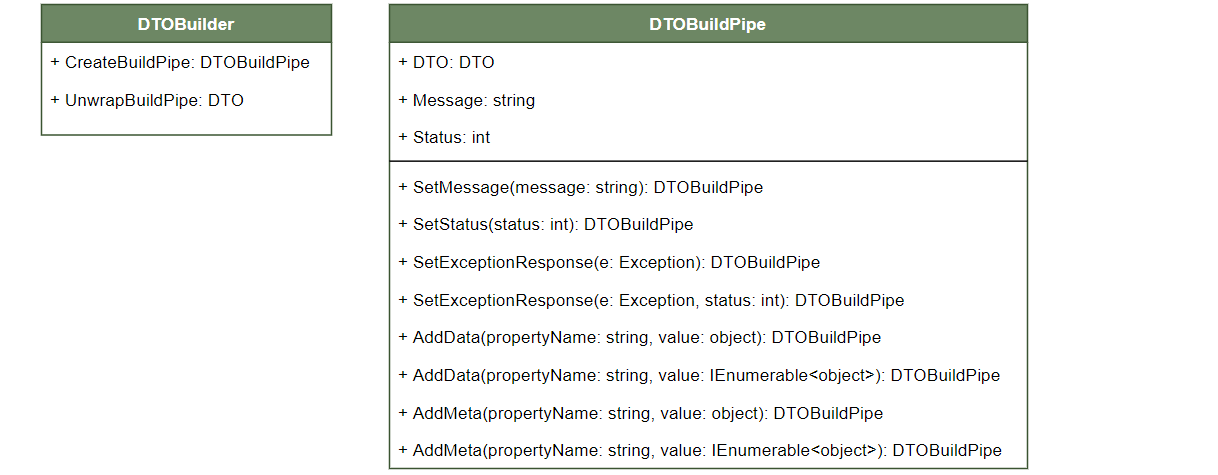 DTOBuilder
+ CreateBuildPipe: DTOBuildPipe
+ UnwrapBuildPipe: DTO
DTOBuildPipe
+ DTO: DTO
+ Message: string
+ Status: int
+ SetMessage(message: string): DTOBuildPipe
+ SetStatus(status: int): DTOBuildPipe
+ SetExceptionResponse(e: Exception): DTOBuildPipe
+ SetExceptionResponse(e: Exception, status: int): DTOBuildPipe
+ AddData(propertyName: string, value: object): DTOBuildPipe
+ AddData(propertyName: string, value: IEnumerable<object>): DTOBuildPipe
+ AddMeta(propertyName: string, value: object): DTOBuildPipe
+ AddMeta(propertyName: string, value: IEnumerable<object>): DTOBuildPipe